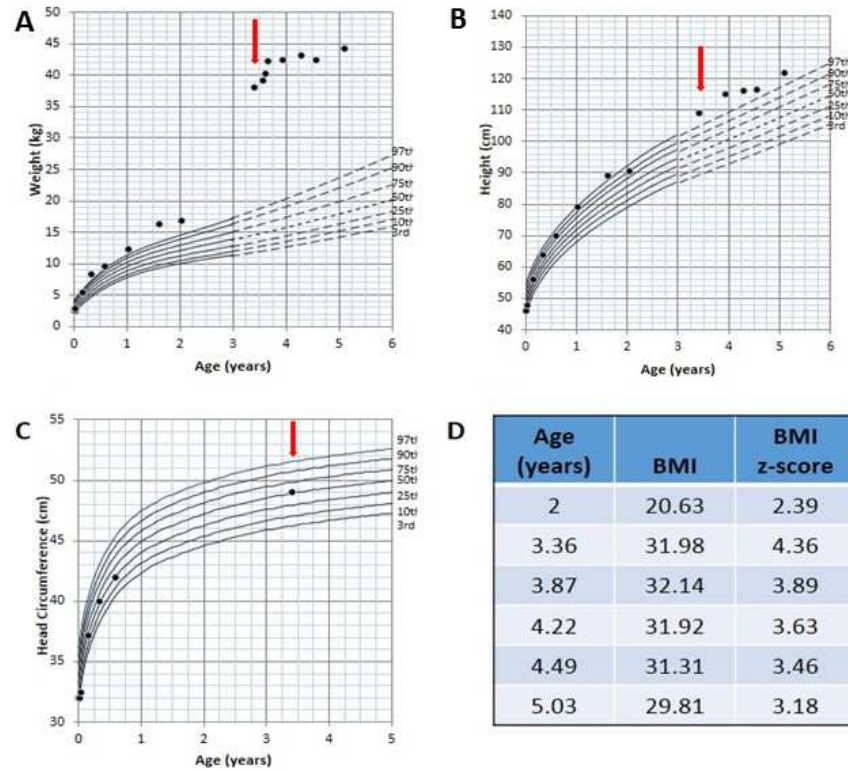 A
50
45
40
35
30
25
20
15
10
5
0
Weight (kg)
97th
90th
75th
50th
25th
10th
3rd
0 1 2 3 4 5 6
Age (years)
B
140
130
120
110
100
90
80
70
60
50
40
Height (cm)
97th
90th
75th
50th
25th
10th
3rd
0 1 2 3 4 5 6
Age (years)
C
55
50
45
40
35
30
Head Circumference (cm)
97th
90th
75th
50th
25th
10th
3rd
0 1 2 3 4 5
Age (years)
D
Age BMI BMI
(years) z-score
2 20.63 2.39
3.36 31.98 4.36
3.87 32.14 3.89
4.22 31.92 3.63
4.49 31.31 3.46
5.03 29.81 3.18